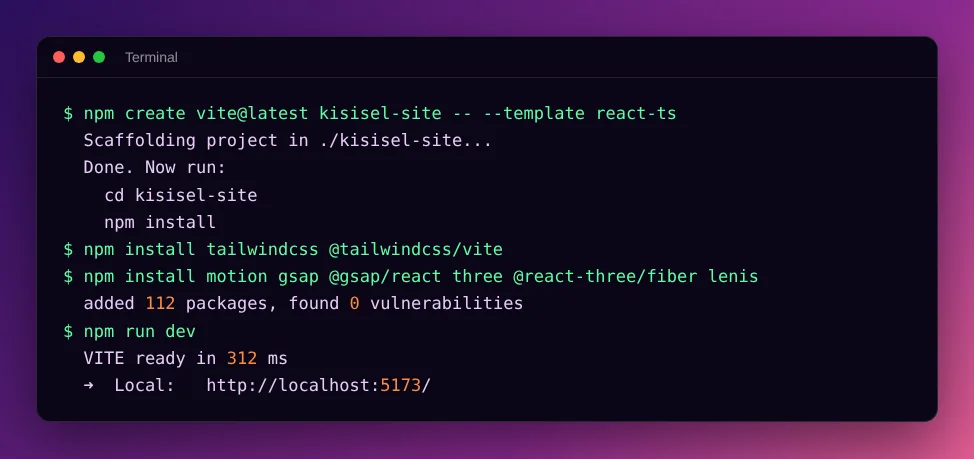 Terminal
$ npm create vite@latest kisisel-site -- --template react-ts
Scaffolding project in ./kisisel-site...
Done. Now run:
cd kisisel-site
npm install
$ npm install tailwindcss @tailwindcss/vite
$ npm install motion gsap @gsap/react three @react-three/fiber lenis
added 112 packages, found 0 vulnerabilities
$ npm run dev
VITE ready in 312 ms
➜ Local: http://localhost:5173/